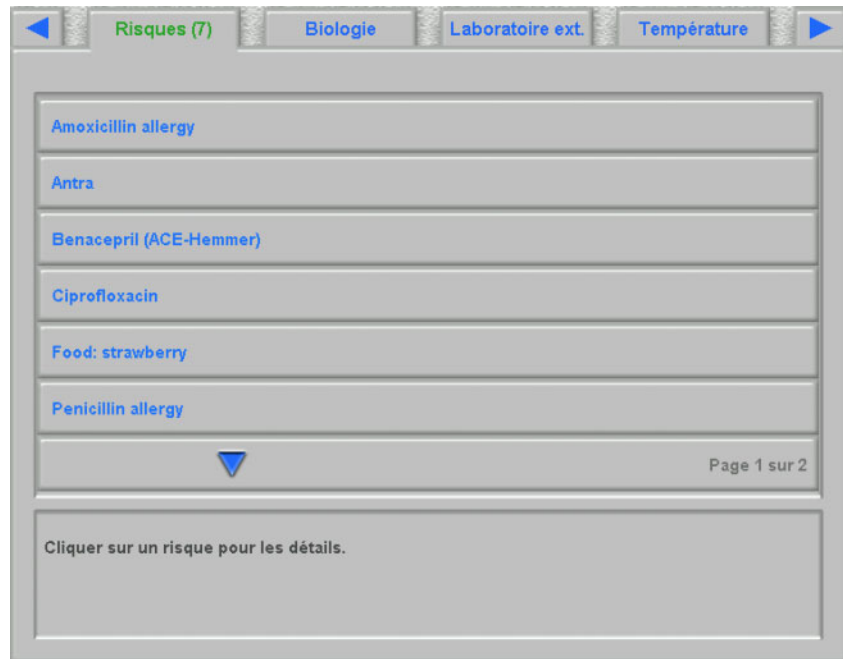 Risques (7) Biologie Laboratoire ext. Température
Amoxicillin allergy
Antra
Benacepril (ACE-Hemmer)
Ciprofloxacin
Food: strawberry
Penicillin allergy
Page 1 sur 2
Cliquer sur un risque pour les détails.